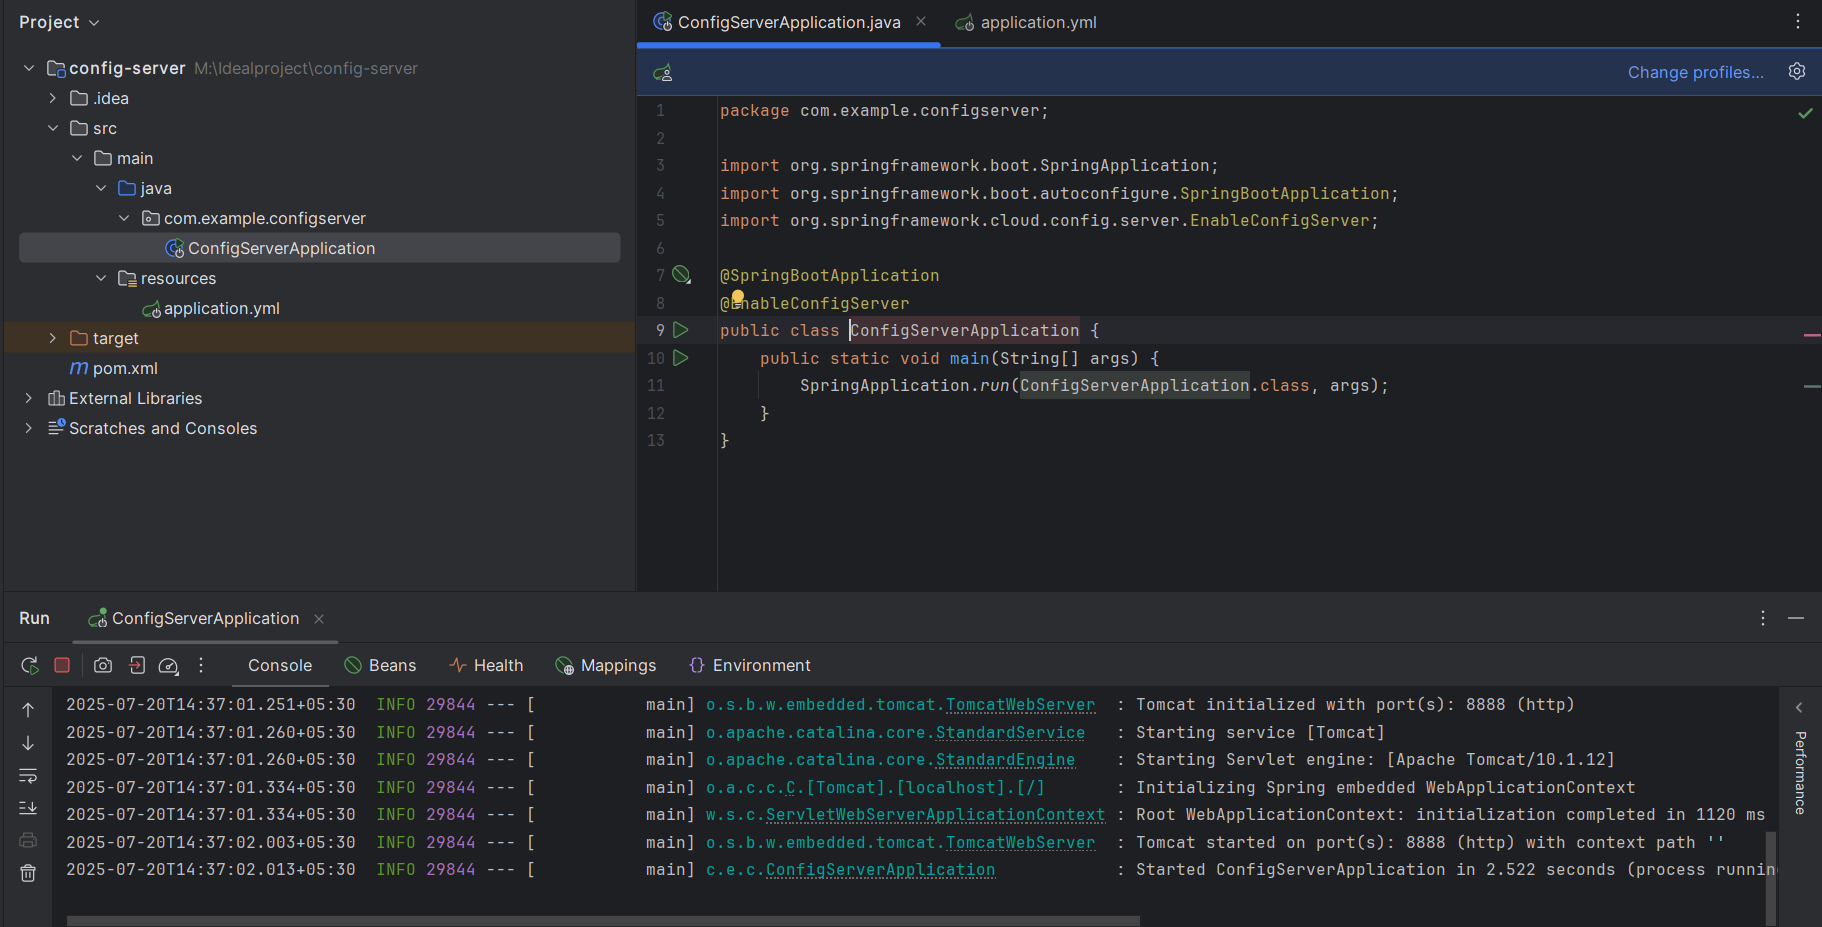 Project
config-server M:\Idealproject\config-server
.idea
src
main
java
com.example.configserver
ConfigServerApplication
resources
application.yml
target
pom.xml
External Libraries
Scratches and Consoles
ConfigServerApplication.java
application.yml
Change profiles...
1 package com.example.configserver;
2
3 import org.springframework.boot.SpringApplication;
4 import org.springframework.boot.autoconfigure.SpringBootApplication;
5 import org.springframework.cloud.config.server.EnableConfigServer;
6
7 @SpringBootApplication
8 @EnableConfigServer
9 public class ConfigServerApplication {
10 public static void main(String[] args) {
11 SpringApplication.run(ConfigServerApplication.class, args);
12 }
13 }
Run ConfigServerApplication
Console Beans Health Mappings {} Environment
2025-07-20T14:37:01.251+05:30 INFO 29844 --- [ main] o.s.b.w.embedded.tomcat.TomcatWebServer : Tomcat initialized with port(s): 8888 (http)
2025-07-20T14:37:01.260+05:30 INFO 29844 --- [ main] o.apache.catalina.core.StandardService : Starting service [Tomcat]
2025-07-20T14:37:01.260+05:30 INFO 29844 --- [ main] o.apache.catalina.core.StandardEngine : Starting Servlet engine: [Apache Tomcat/10.1.12]
2025-07-20T14:37:01.334+05:30 INFO 29844 --- [ main] o.a.c.c.C.[Tomcat].[localhost].[/] : Initializing Spring embedded WebApplicationContext
2025-07-20T14:37:01.334+05:30 INFO 29844 --- [ main] w.s.c.ServletWebServerApplicationContext : Root WebApplicationContext: initialization completed in 1120 ms
2025-07-20T14:37:02.003+05:30 INFO 29844 --- [ main] o.s.b.w.embedded.tomcat.TomcatWebServer : Tomcat started on port(s): 8888 (http) with context path ''
2025-07-20T14:37:02.013+05:30 INFO 29844 --- [ main] c.e.c.ConfigServerApplication : Started ConfigServerApplication in 2.522 seconds (process runnin
Performance